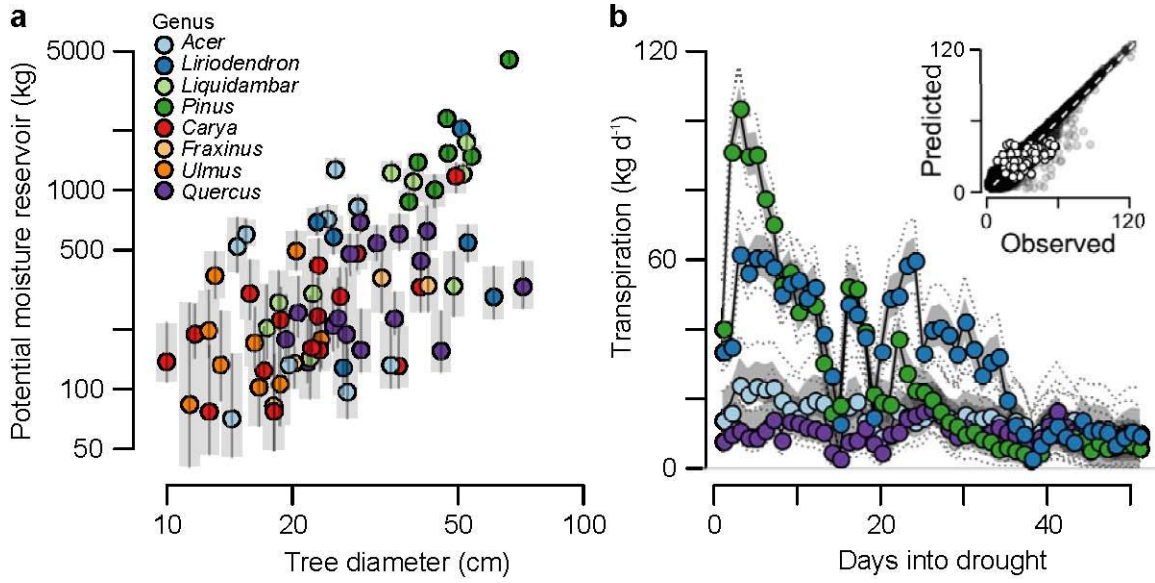 a
Genus
Acer
Liriodendron
Liquidambar
Pinus
Carya
Fraxinus
Ulmus
Quercus
Potential moisture reservoir (kg)
5000
1000
500
100
50
10 20 50 100
Tree diameter (cm)
b
Transpiration (kg d⁻¹)
120
60
0
0 20 40
Days into drought
Predicted
120
0
0 120
Observed